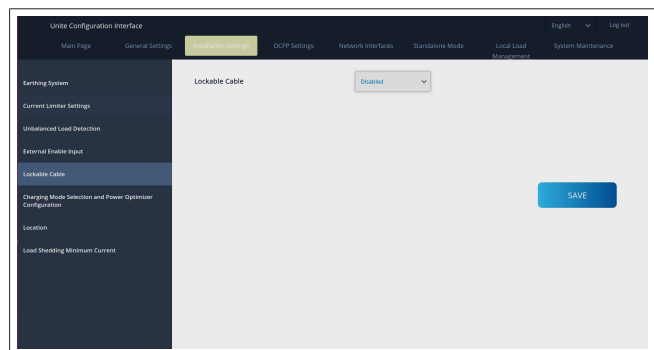 Unite Configuration Interface
English
Log out
Main Page
General Settings
Installation Settings
OCPP Settings
Network Interfaces
Standalone Mode
Local Load
Management
System Maintenance
Earthing System
Current Limiter Settings
Unbalanced Load Detection
External Enable Input
Lockable Cable
Charging Mode Selection and Power Optimizer
Configuration
Location
Load Shedding Minimum Current
Lockable Cable
Disabled
SAVE